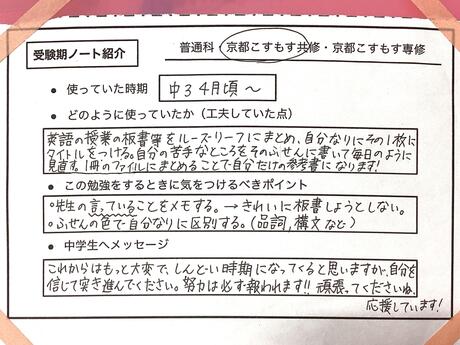 受験期ノート紹介
普通科・京都こすもす共修・京都こすもす専修
• 使っていた時期
中3 4月頃 〜
• どのように使っていたか（工夫していた点）
英語の授業の板書等をルーズリーフにまとめ、自分なりにその1枚に
タイトルをつける。自分の苦手なところをそのふせんに書いて毎日のように
見直す。1冊のファイルにまとめることで自分だけの参考書になります!
• この勉強をするときに気をつけるべきポイント
・先生の言っていることをメモする。→きれいに板書しようとしない。
・ふせんの色で自分なりに区別する。(品詞,構文など)
• 中学生へメッセージ
これからはもっと大変で、しんどい時期になってくると思いますが、自分を
信じて突き進んでください。努力は必ず報われます!! 頑張ってくださいね。
応援しています!